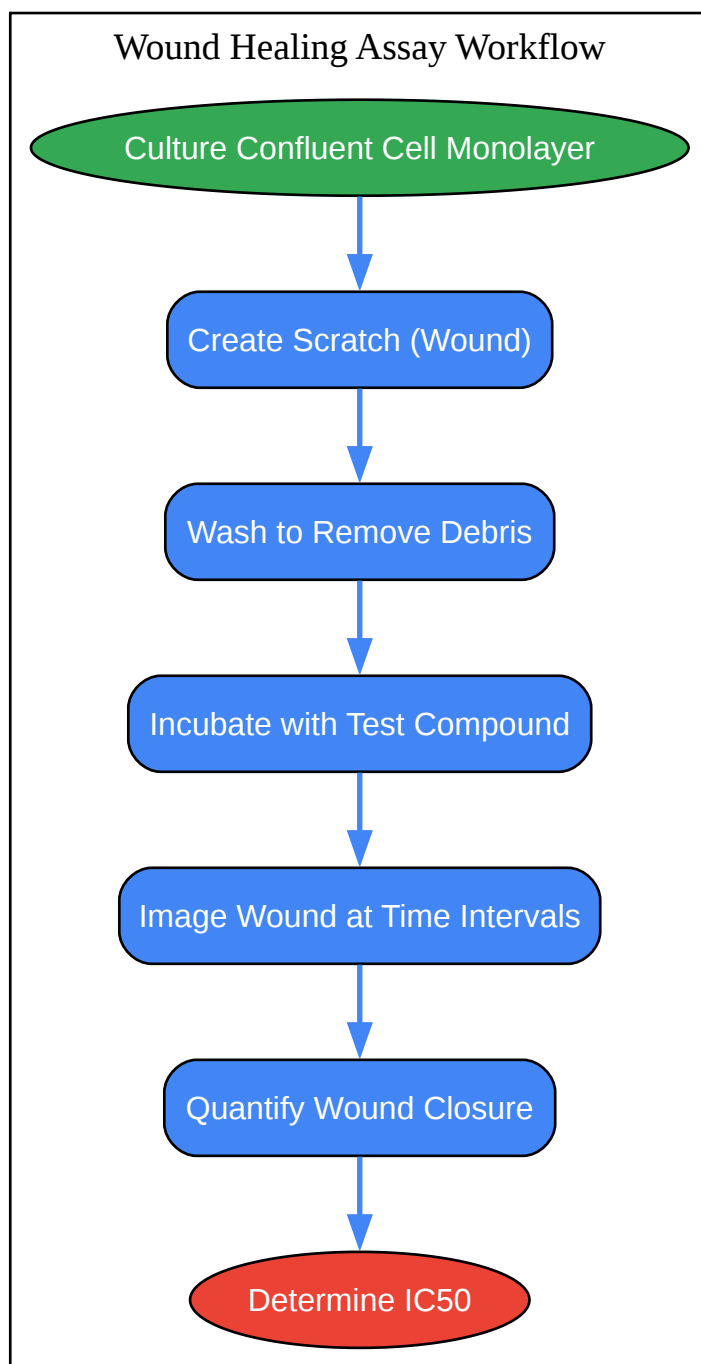 Wound Healing Assay Workflow
Culture Confluent Cell Monolayer
Create Scratch (Wound)
Wash to Remove Debris
Incubate with Test Compound
Image Wound at Time Intervals
Quantify Wound Closure
Determine IC50